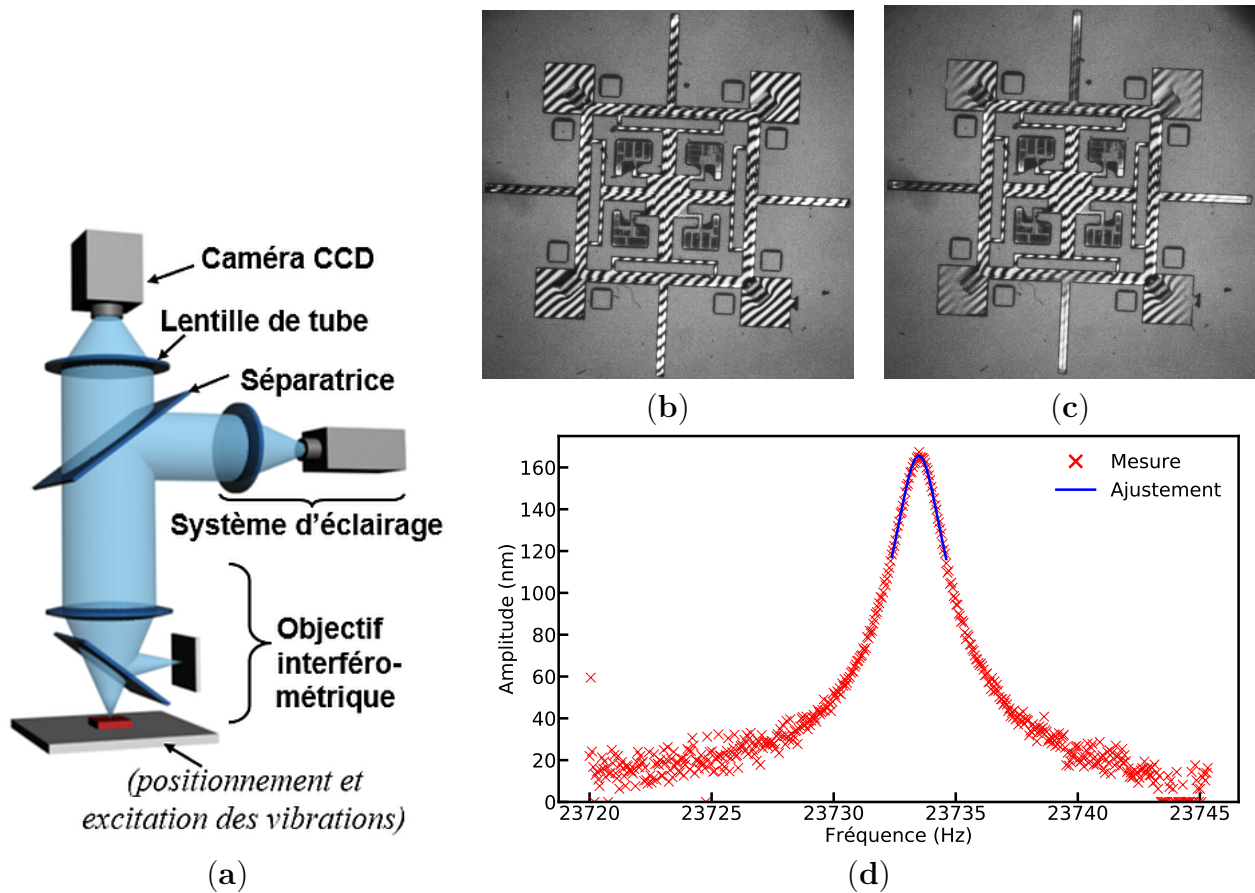 Caméra CCD
Lentille de tube
Séparatrice
Système d'éclairage
Objectif
interféro-
métrique
(positionnement et
excitation des vibrations)
(a)
(b)
(c)
Amplitude (nm)
160
140
120
100
80
60
40
20
0
Mesure
Ajustement
23720
23725
23730
23735
23740
23745
Fréquence (Hz)
(d)